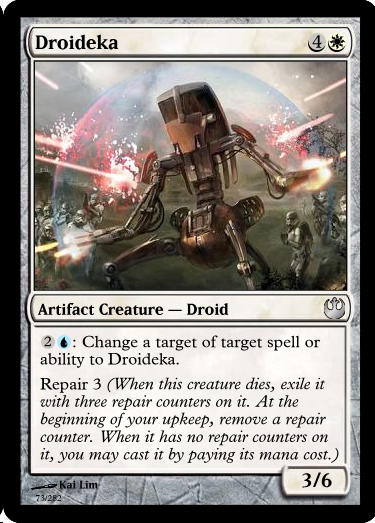 Droideka 4
2: Change a target of target spell or
ability to Droideka.
Repair 3 (When this creature dies, exile it
with three repair counters on it. At the
beginning of your upkeep, remove a repair
counter. When it has no repair counters on
it, you may cast it by paying its mana cost.)
Artifact Creature — Droid
3/6
Kai Lim
73/282